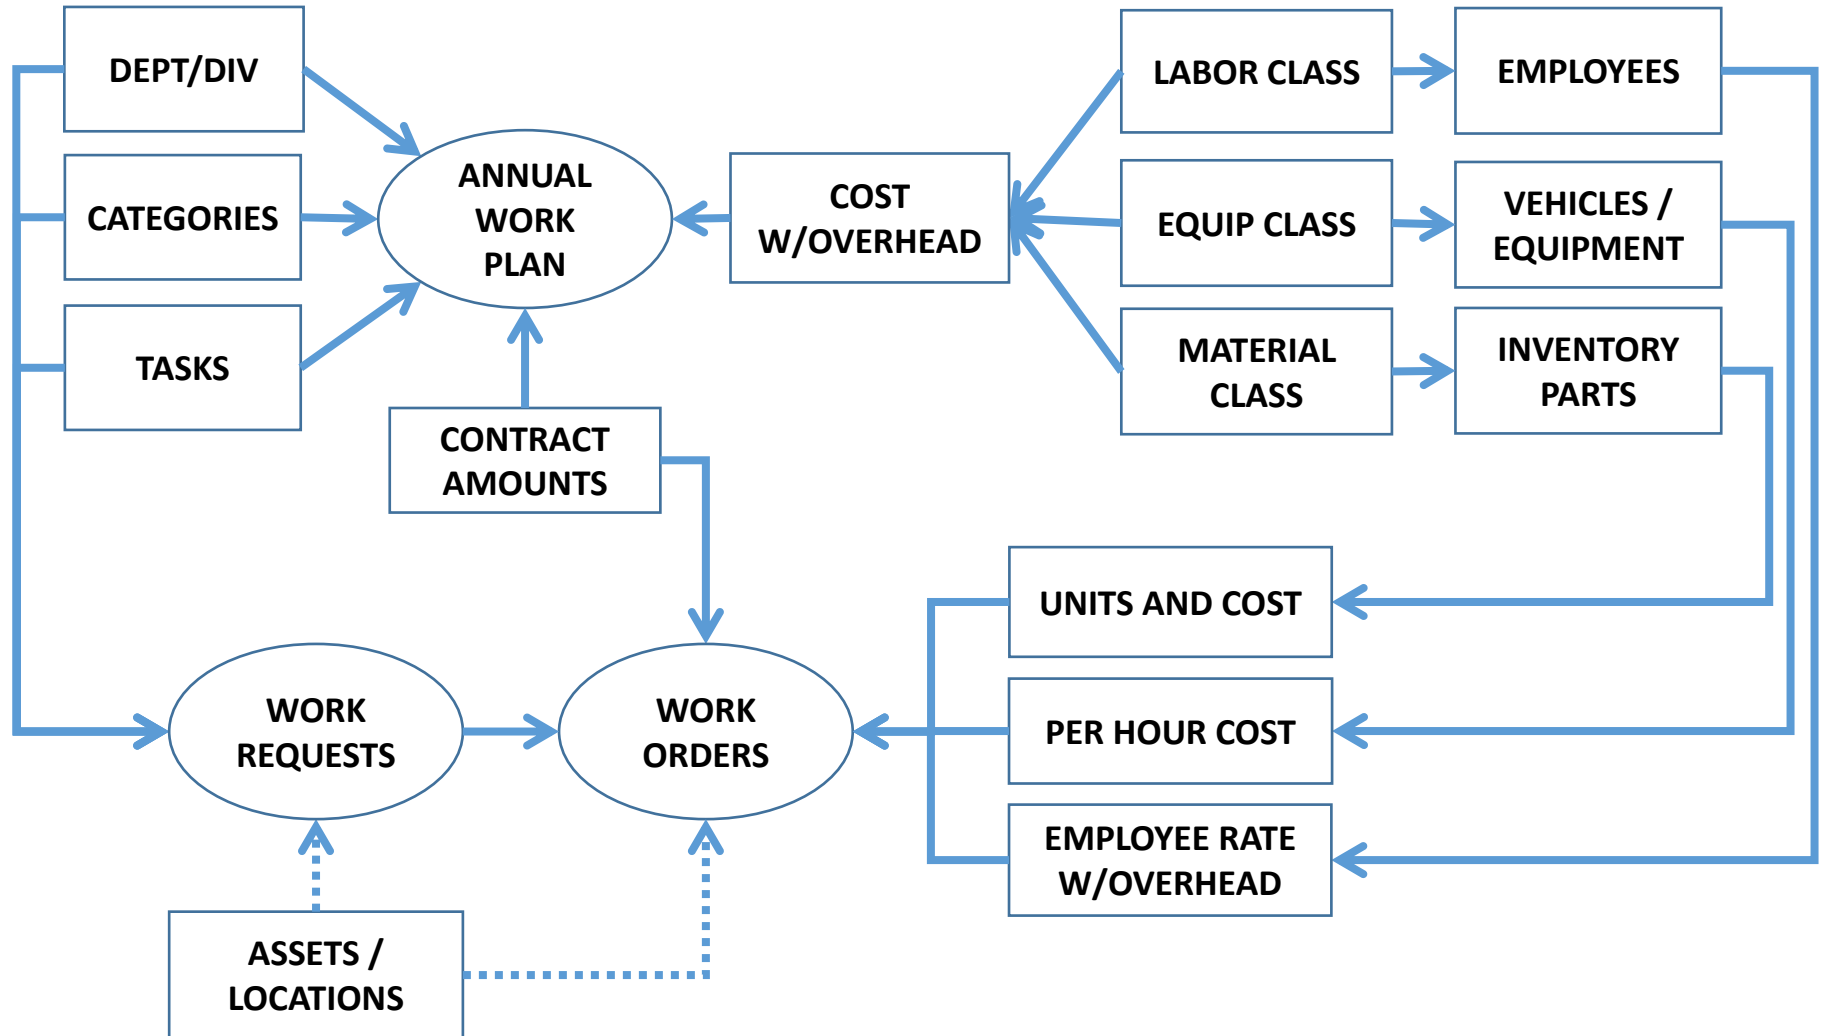 DEPT/DIV
CATEGORIES
TASKS
ANNUAL
WORK
PLAN
CONTRACT
AMOUNTS
COST
W/OVERHEAD
LABOR CLASS
EMPLOYEES
EQUIP CLASS
VEHICLES /
EQUIPMENT
MATERIAL
CLASS
INVENTORY
PARTS
UNITS AND COST
PER HOUR COST
EMPLOYEE RATE
W/OVERHEAD
WORK
REQUESTS
WORK
ORDERS
ASSETS /
LOCATIONS